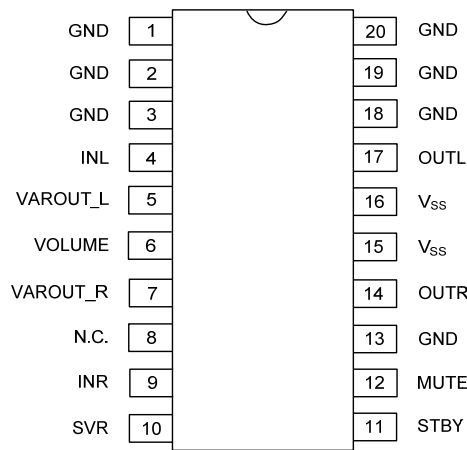 GND 1 20 GND
GND 2 19 GND
GND 3 18 GND
INL 4 17 OUTL
VAROUT_L 5 16 VSS
VOLUME 6 15 VSS
VAROUT_R 7 14 OUTR
N.C. 8 13 GND
INR 9 12 MUTE
SVR 10 11 STBY